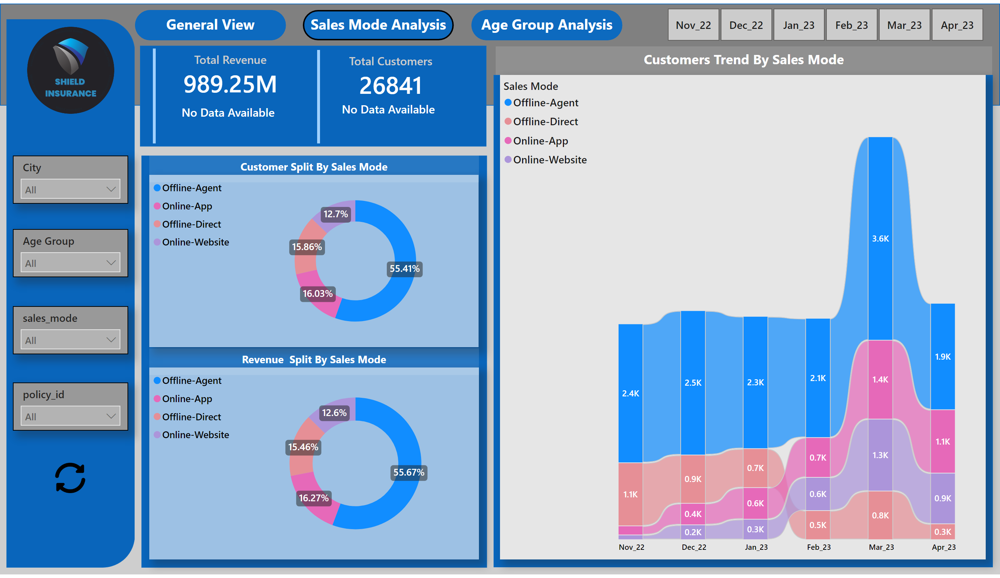 General View
Sales Mode Analysis
Age Group Analysis
Nov_22
Dec_22
Jan_23
Feb_23
Mar_23
Apr_23
SHIELD
INSURANCE
Total Revenue
989.25M
No Data Available
Total Customers
26841
No Data Available
City
All
Age Group
All
sales_mode
All
policy_id
All
Customer Split By Sales Mode
Offline-Agent
Online-App
Offline-Direct
Online-Website
12.7%
15.86%
55.41%
16.03%
Revenue  Split By Sales Mode
Offline-Agent
Online-App
Offline-Direct
Online-Website
12.6%
15.46%
55.67%
16.27%
Customers Trend By Sales Mode
Sales Mode
Offline-Agent
Offline-Direct
Online-App
Online-Website
2.4K
1.1K
2.5K
0.9K
0.4K
0.2K
2.3K
0.7K
0.6K
0.3K
2.1K
0.7K
0.6K
0.5K
3.6K
1.4K
1.3K
0.8K
1.9K
1.1K
0.9K
0.3K
Nov_22
Dec_22
Jan_23
Feb_23
Mar_23
Apr_23